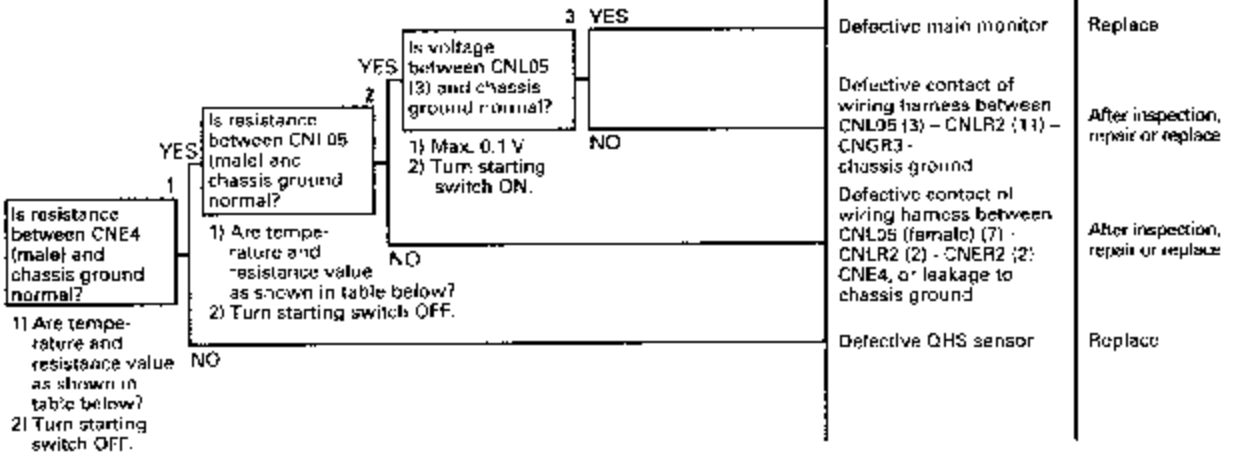 1
Is resistance
between CNE4
(male) and
chassis ground
normal?
1) Are tempe-
rature and
resistance value
as shown in
table below?
2) Turn starting
switch OFF.
YES
NO
2
Is resistance
between CNL05
(male) and
chassis ground
normal?
1) Are tempe-
rature and
resistance value
as shown in table below?
2) Turn starting switch OFF.
YES
NO
3
Is voltage
between CNL05
(3) and chassis
ground normal?
1) Max. 0.1 V
2) Turn starting
switch ON.
YES
NO
Defective main monitor
Replace
Defective contact of
wiring harness between
CNL05 (3) – CNLR2 (11) –
CNGR3 -
chassis ground
After inspection,
repair or replace
Defective contact of
wiring harness between
CNL05 (female) (7) -
CNLR2 (2) - CNER2 (2)
CNE4, or leakage to
chassis ground
After inspection,
repair or replace
Defective OHS sensor
Replace